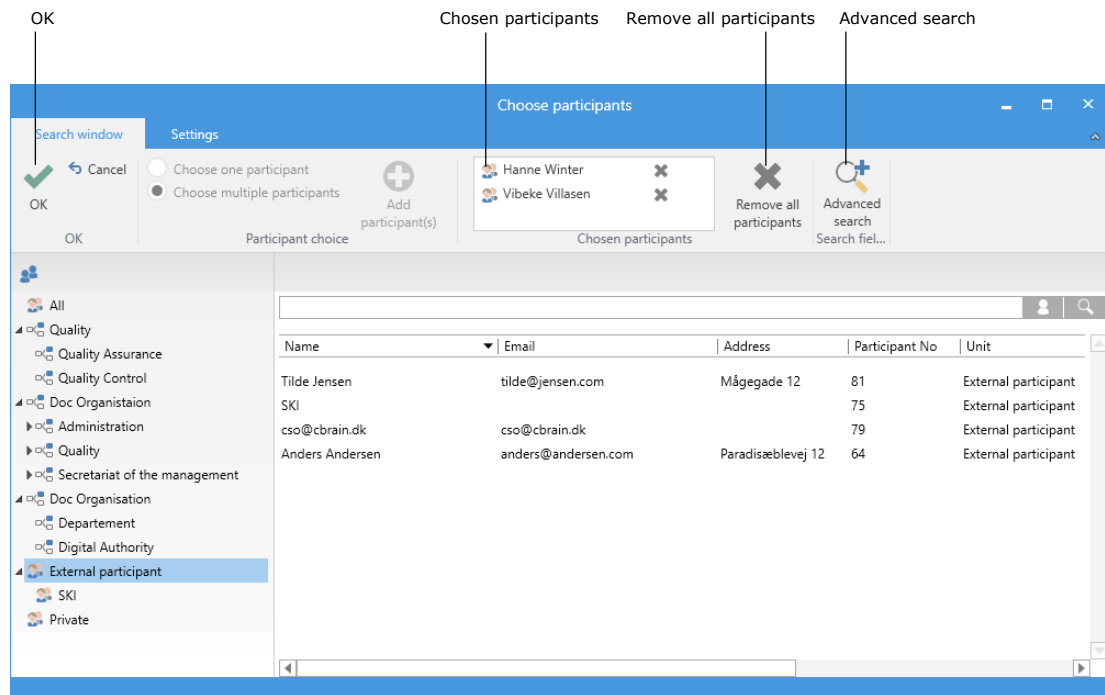 OK Chosen participants Remove all participants Advanced search
Choose participants
Search window Settings
Cancel Choose one participant Hanne Winter
Choose multiple participants Vibeke Villasen
OK Add participant(s) Remove all participants Advanced search
OK Participant choice Chosen participants Search fiel...
All
Quality
Quality Assurance
Quality Control
Doc Organistaion
Administration
Quality
Secretariat of the management
Doc Organisation
Departement
Digital Authority
External participant
SKI
Private
Name Email Address Participant No Unit
Tilde Jensen tilde@jensen.com Mågegade 12 81 External participant
SKI 75 External participant
cso@cbrain.dk cso@cbrain.dk 79 External participant
Anders Andersen anders@andersen.com Paradisæblevej 12 64 External participant